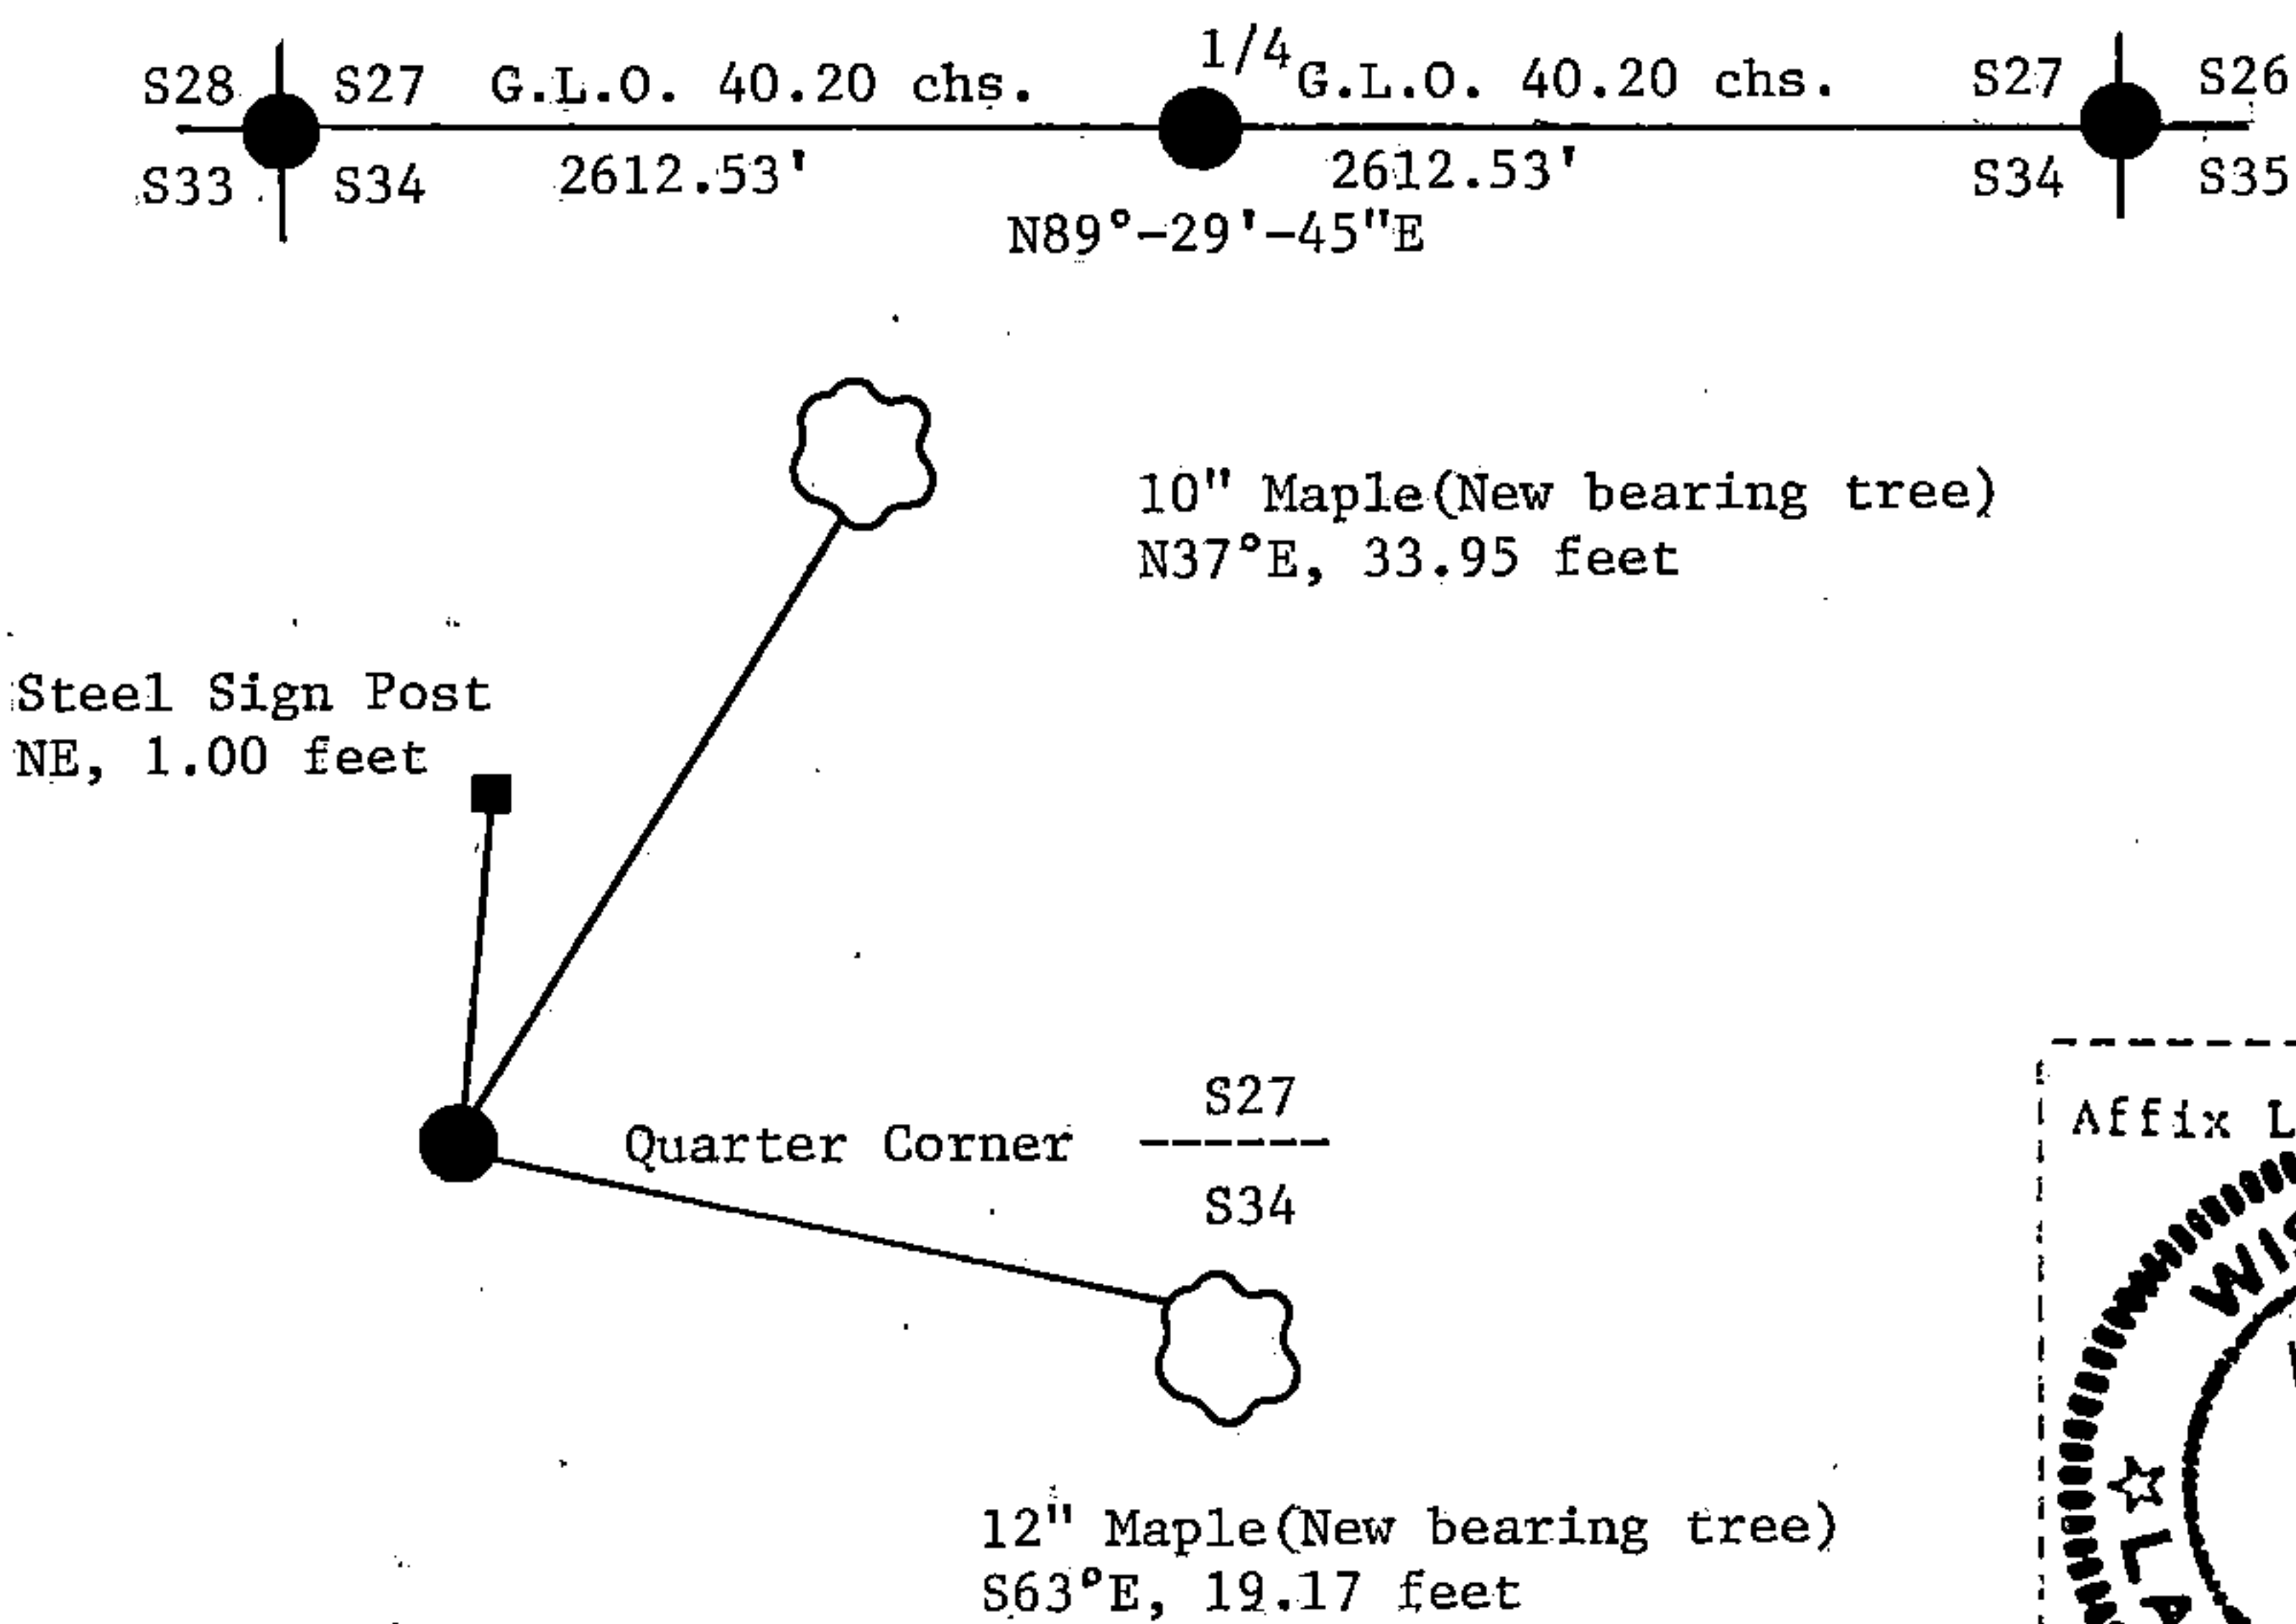 1/4
S28 S27 G.L.O. 40.20 chs. G.L.O. 40.20 chs. S27 S26
S33 S34 2612.53' 2612.53' S34 S35
N89°-29'-45"E
10" Maple(New bearing tree)
N37°E, 33.95 feet
Steel Sign Post
NE, 1.00 feet
S27
Quarter Corner ------
S34
Affix L
WIS
12" Maple(New bearing tree)
S63°E, 19.17 feet
LA